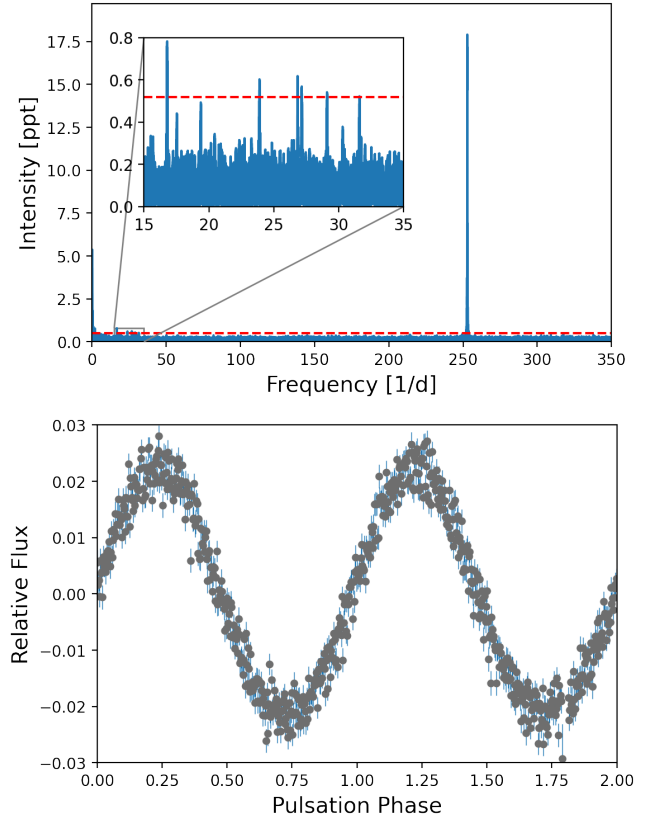 17.5
15.0
12.5
10.0
7.5
5.0
2.5
0.0
Intensity [ppt]
0.8
0.6
0.4
0.2
0.0
15 20 25 30 35
0 50 100 150 200 250 300 350
Frequency [1/d]
0.03
0.02
0.01
0.00
−0.01
−0.02
−0.03
Relative Flux
0.00 0.25 0.50 0.75 1.00 1.25 1.50 1.75 2.00
Pulsation Phase